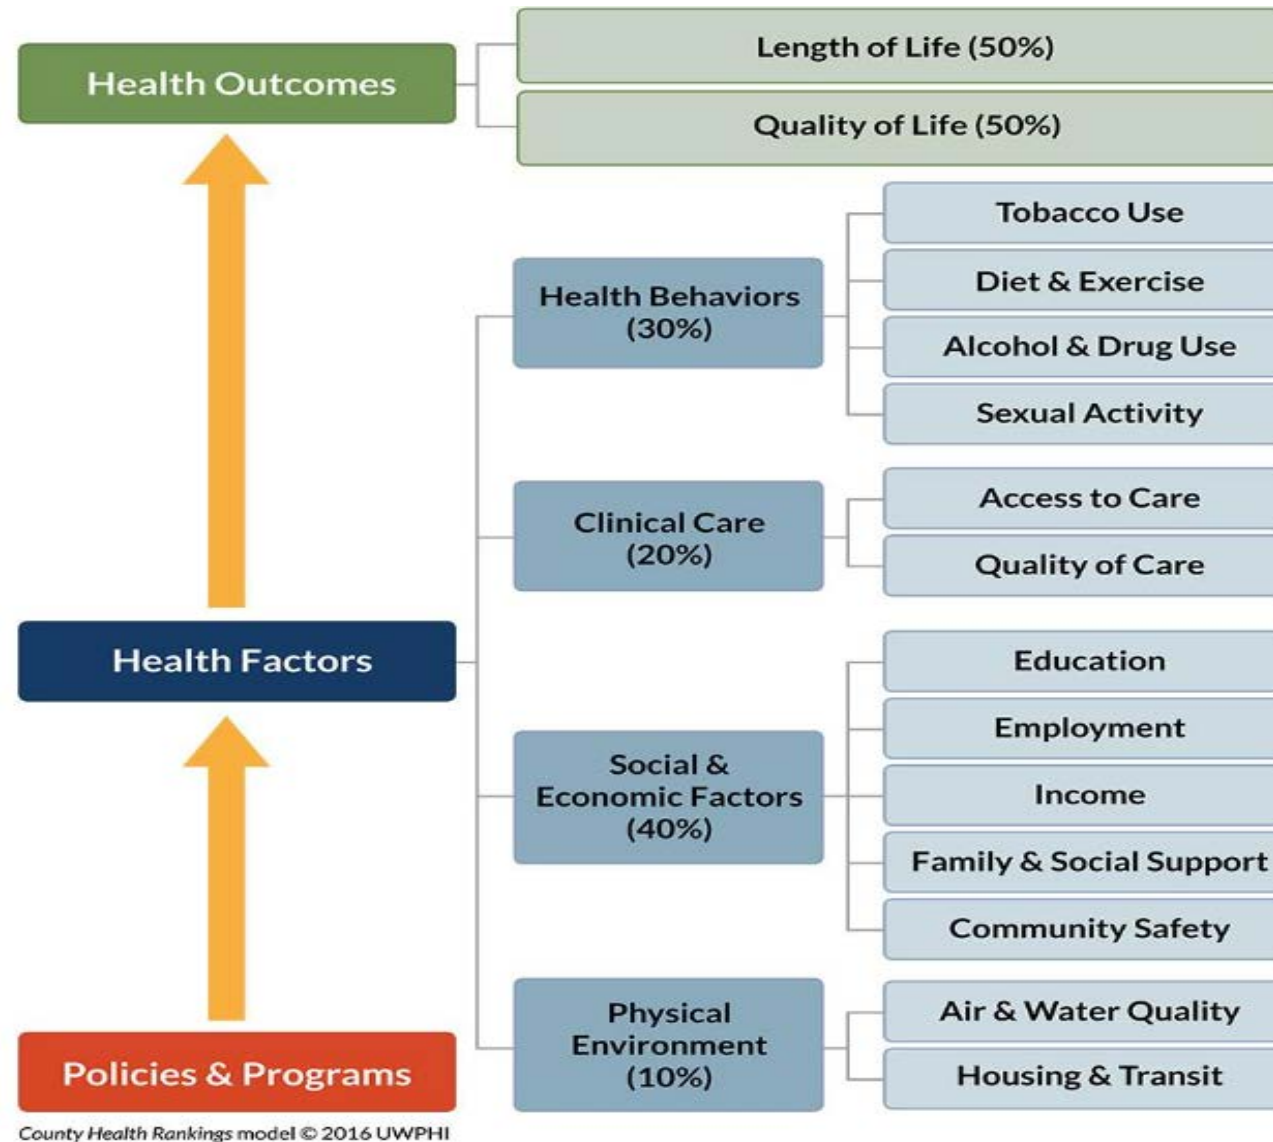 Health Outcomes
Length of Life (50%)
Quality of Life (50%)
Tobacco Use
Health Behaviors
(30%)
Diet & Exercise
Alcohol & Drug Use
Sexual Activity
Clinical Care
(20%)
Access to Care
Quality of Care
Health Factors
Social &
Economic Factors
(40%)
Education
Employment
Income
Family & Social Support
Community Safety
Physical
Environment
(10%)
Air & Water Quality
Housing & Transit
Policies & Programs
County Health Rankings model © 2016 UWPHI